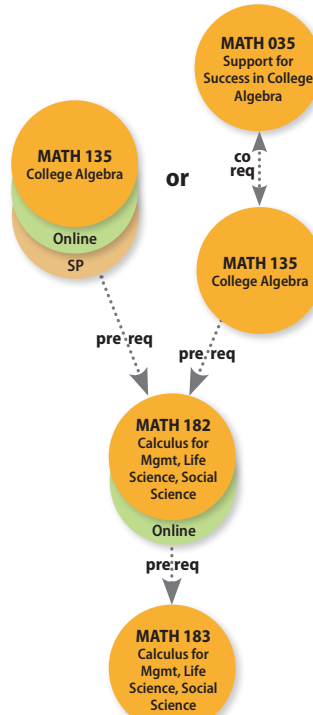 MATH 035
Support for
Success in College
Algebra
co
req
MATH 135
College Algebra
Online
SP
or
MATH 135
College Algebra
pre req
pre req
MATH 182
Calculus for
Mgmt, Life
Science, Social
Science
Online
pre req
MATH 183
Calculus for
Mgmt, Life
Science, Social